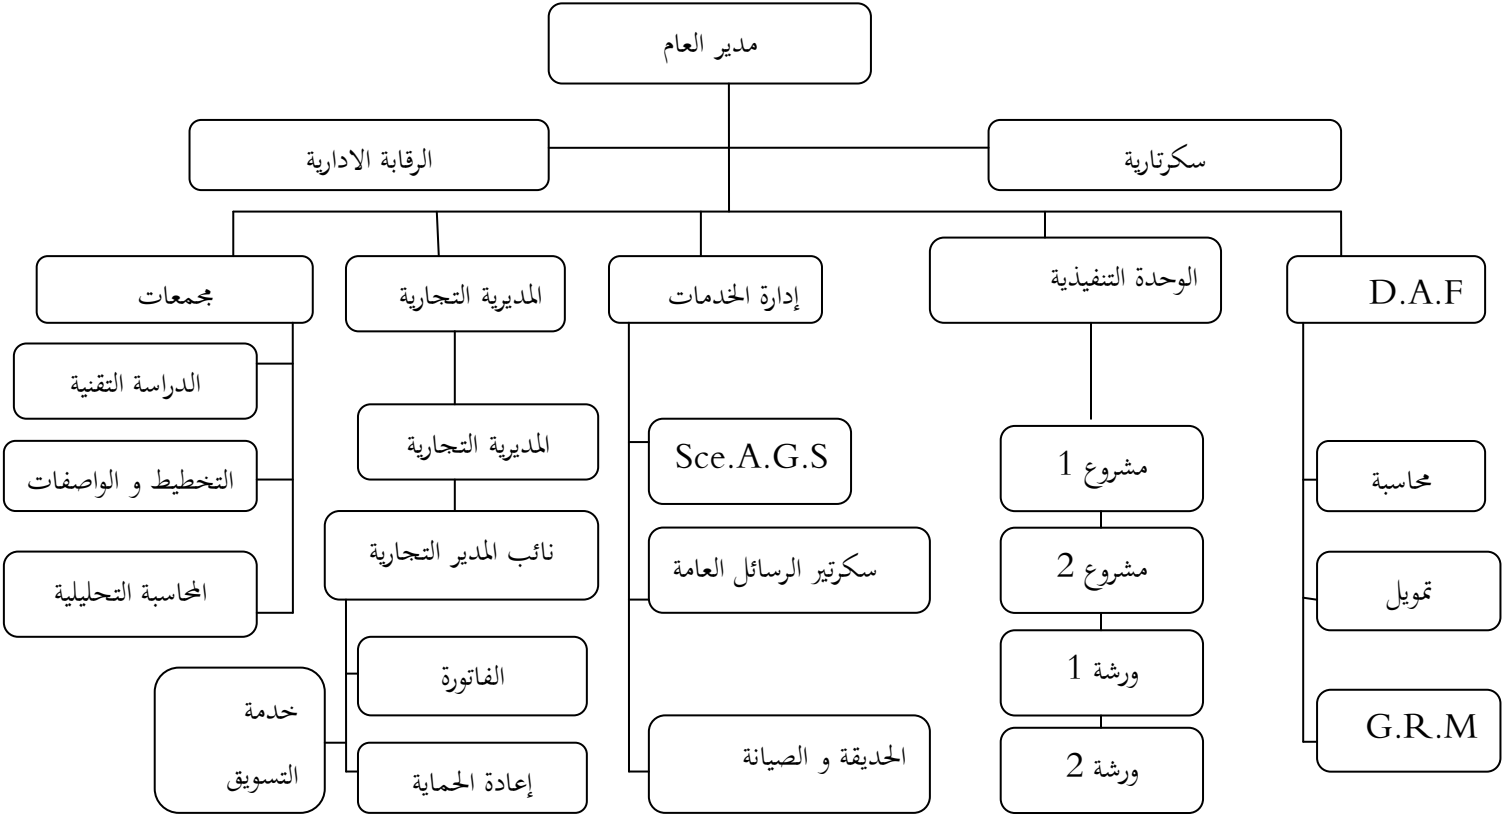 مدير العام
سكرتارية
الرقابة الادارية
D.A.F
الوحدة التنفيذية
إدارة الخدمات
المديرية التجارية
مجمعات
محاسبة
تمويل
G.R.M
مشروع 1
مشروع 2
ورشة 1
ورشة 2
Sce.A.G.S
سكرتير الرسائل العامة
الحديقة و الصيانة
المديرية التجارية
نائب المدير التجارية
الفاتورة
إعادة الحماية
خدمة
التسويق
الدراسة التقنية
التخطيط و الواصفات
المحاسبة التحليلية